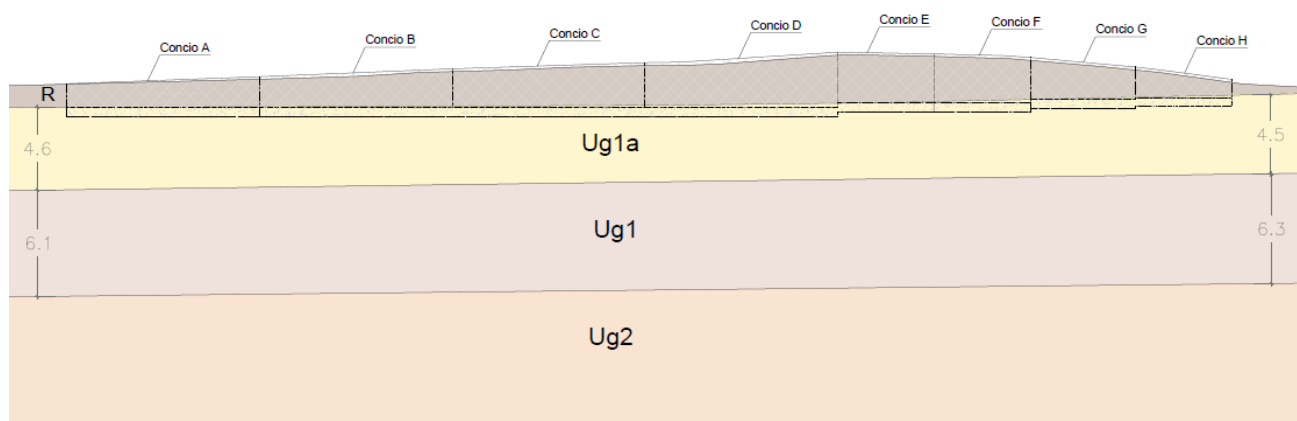 Concio A
Concio B
Concio C
Concio D
Concio E
Concio F
Concio G
Concio H
R
4.6
Ug1a
4.5
6.1
Ug1
6.3
Ug2